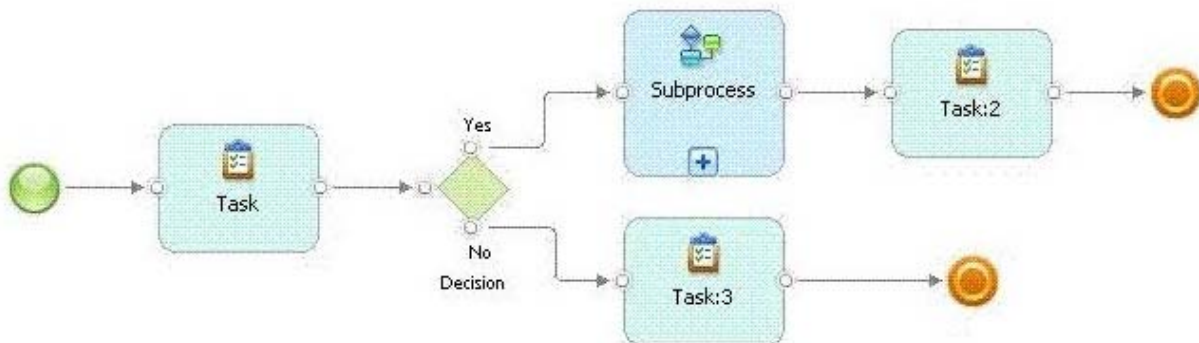 Subprocess
Task:2
Yes
Task
No
Decision
Task:3